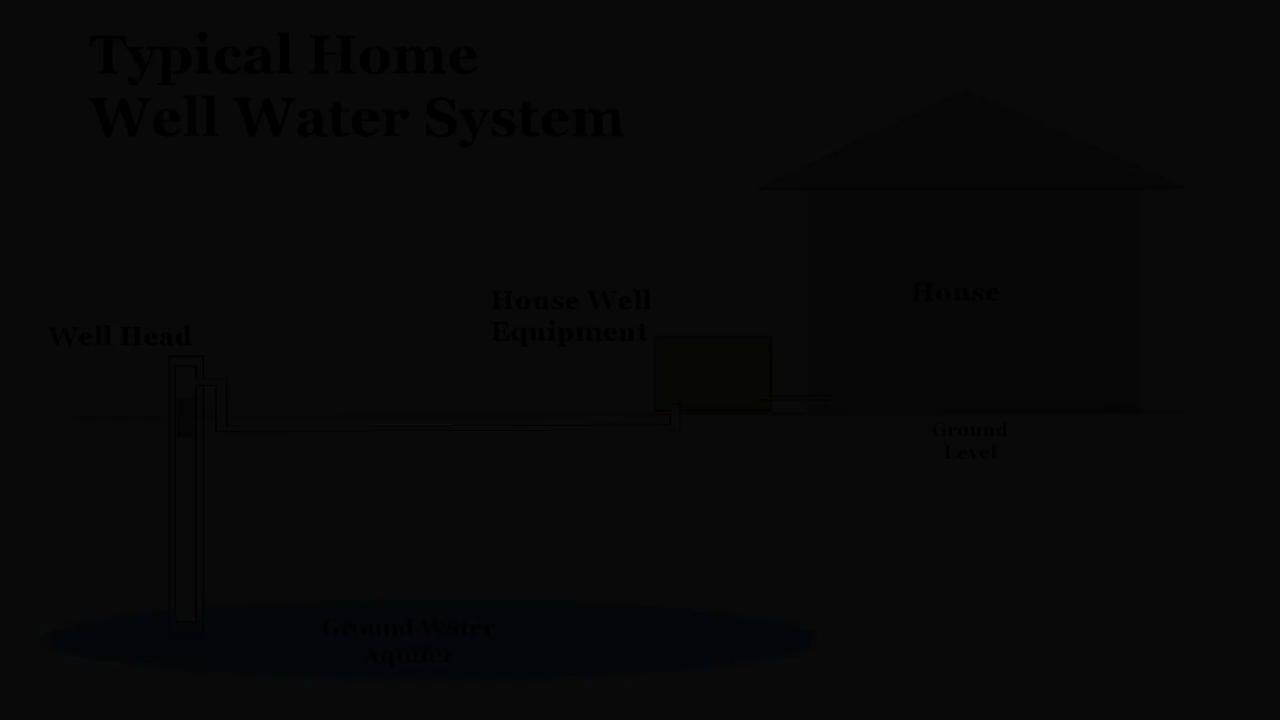 Typical Home
Well Water System
House
House Well
Equipment
Well Head
Ground
Level
Ground Water
Aquifer